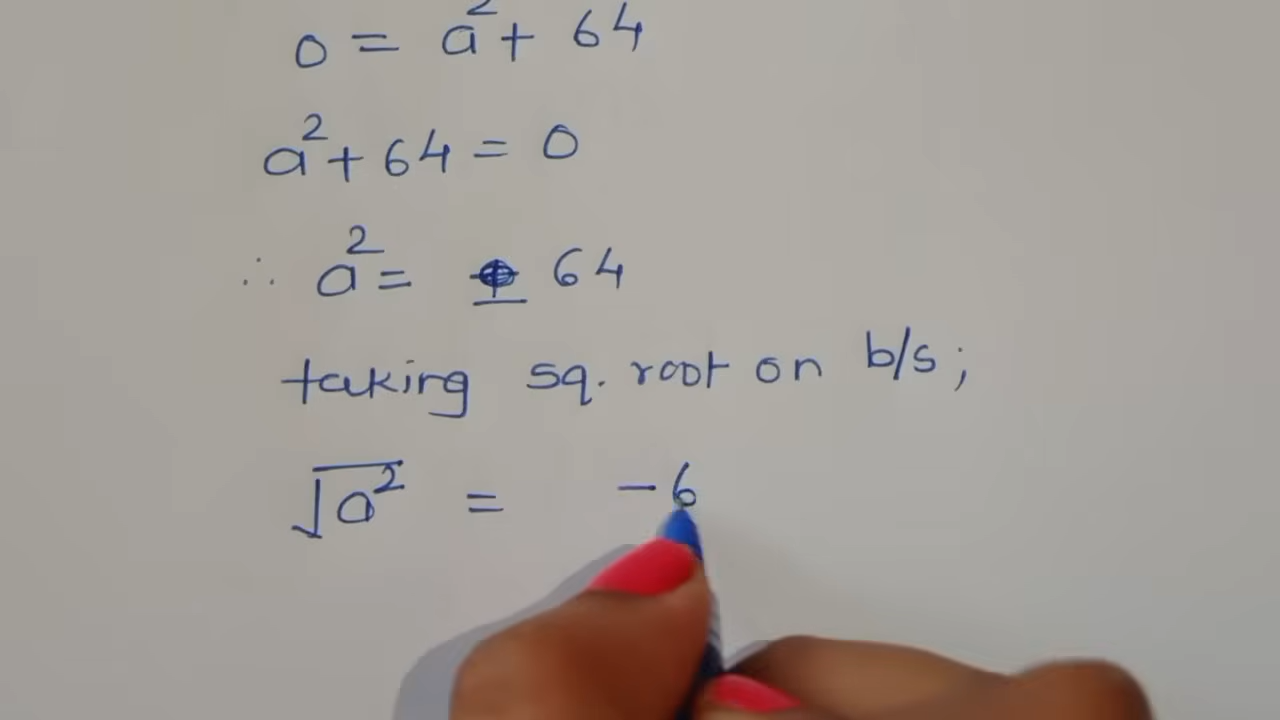 0 = a² + 64
a² + 64 = 0
∴ a² = - 64
taking sq. root on b/s;
√a² = -6